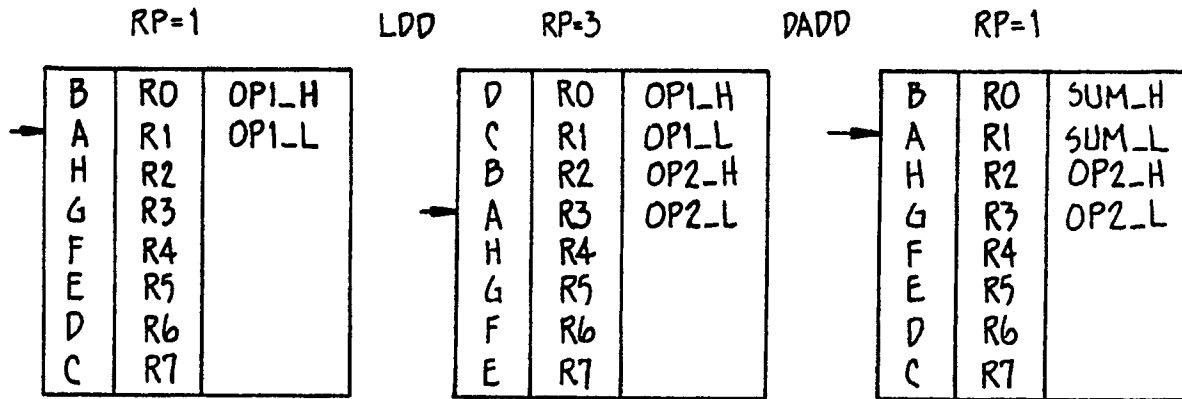 RP=1 LDD RP=3 DADD RP=1
B R0 OP1_H D R0 OP1_H B R0 SUM_H
A R1 OP1_L C R1 OP1_L A R1 SUM_L
H R2 B R2 OP2_H H R2 OP2_H
G R3 A R3 OP2_L G R3 OP2_L
F R4 H R4 F R4
E R5 G R5 E R5
D R6 F R6 D R6
C R7 E R7 C R7